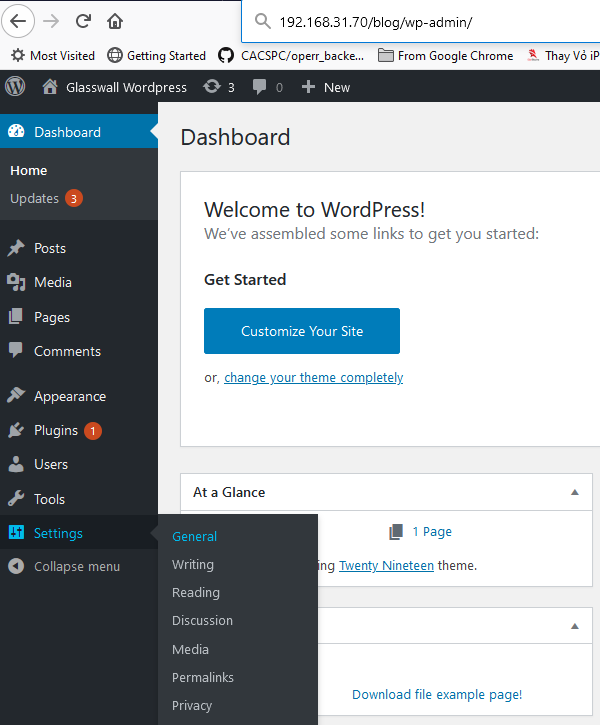 192.168.31.70/blog/wp-admin/
Most Visited Getting Started CACSPC/operr_backe... From Google Chrome Thay Vỏ iP
Glasswall Wordpress 3 0 New
Dashboard
Home
Updates 3
Posts
Media
Pages
Comments
Appearance
Plugins 1
Users
Tools
Settings
Collapse menu
General
Writing
Reading
Discussion
Media
Permalinks
Privacy
Dashboard
Welcome to WordPress!
We've assembled some links to get you started:
Get Started
Customize Your Site
or, change your theme completely
At a Glance
1 Page
ing Twenty Nineteen theme.
Download file example page!